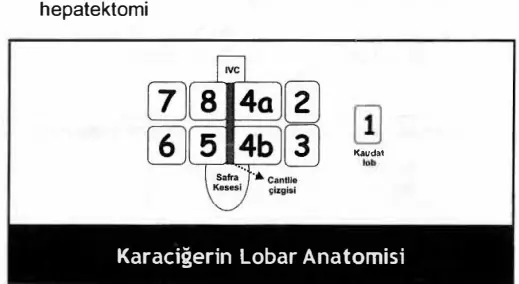 hepatektomi
IVC
7 8 4a 2
6 5 4b 3
1
Kaudat
lob
Safra
Kesesi
Cantlie
çizgisi
Karaciğerin Lobar Anatomisi